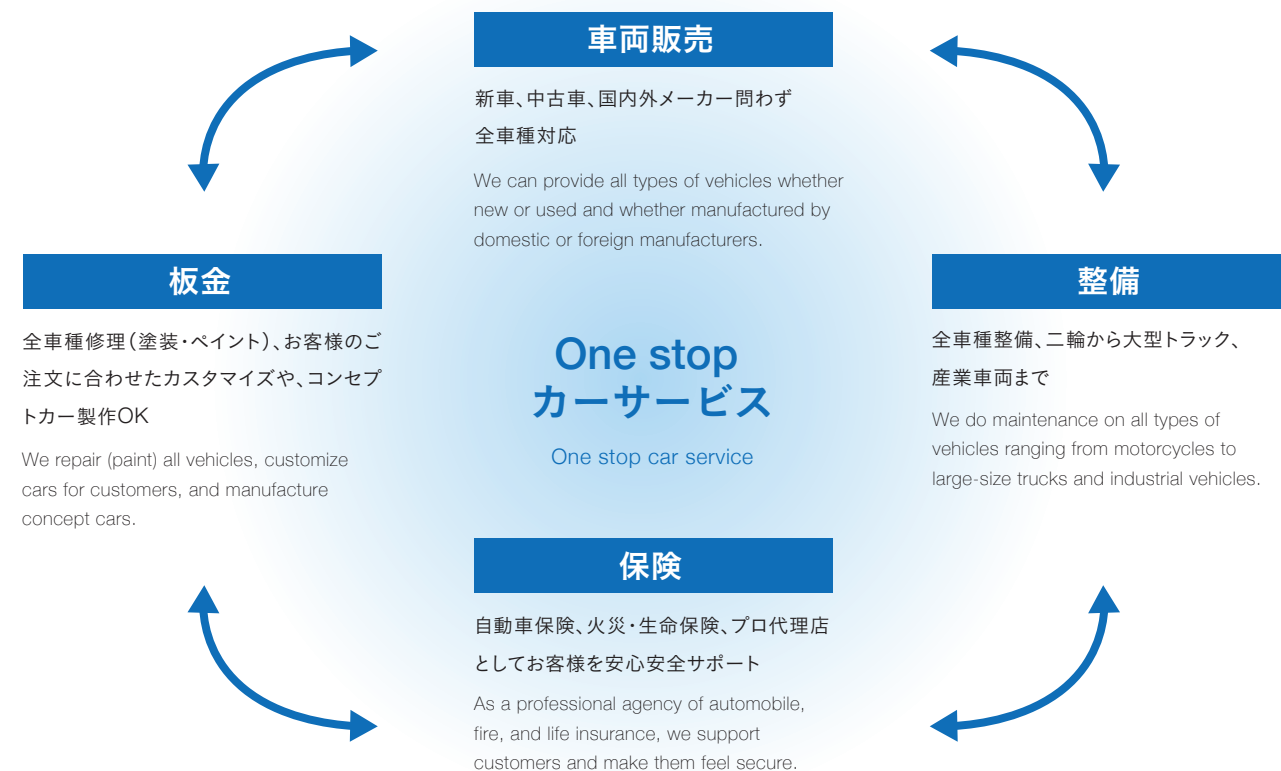 車両販売
新車、中古車、国内外メーカー問わず
全車種対応
We can provide all types of vehicles whether
new or used and whether manufactured by
domestic or foreign manufacturers.
板金
全車種修理(塗装・ペイント)、お客様のご
注文に合わせたカスタマイズや、コンセプ
トカー製作OK
We repair (paint) all vehicles, customize
cars for customers, and manufacture
concept cars.
One stop
カーサービス
One stop car service
整備
全車種整備、二輪から大型トラック、
産業車両まで
We do maintenance on all types of
vehicles ranging from motorcycles to
large-size trucks and industrial vehicles.
保険
自動車保険、火災・生命保険、プロ代理店
としてお客様を安心安全サポート
As a professional agency of automobile,
fire, and life insurance, we support
customers and make them feel secure.